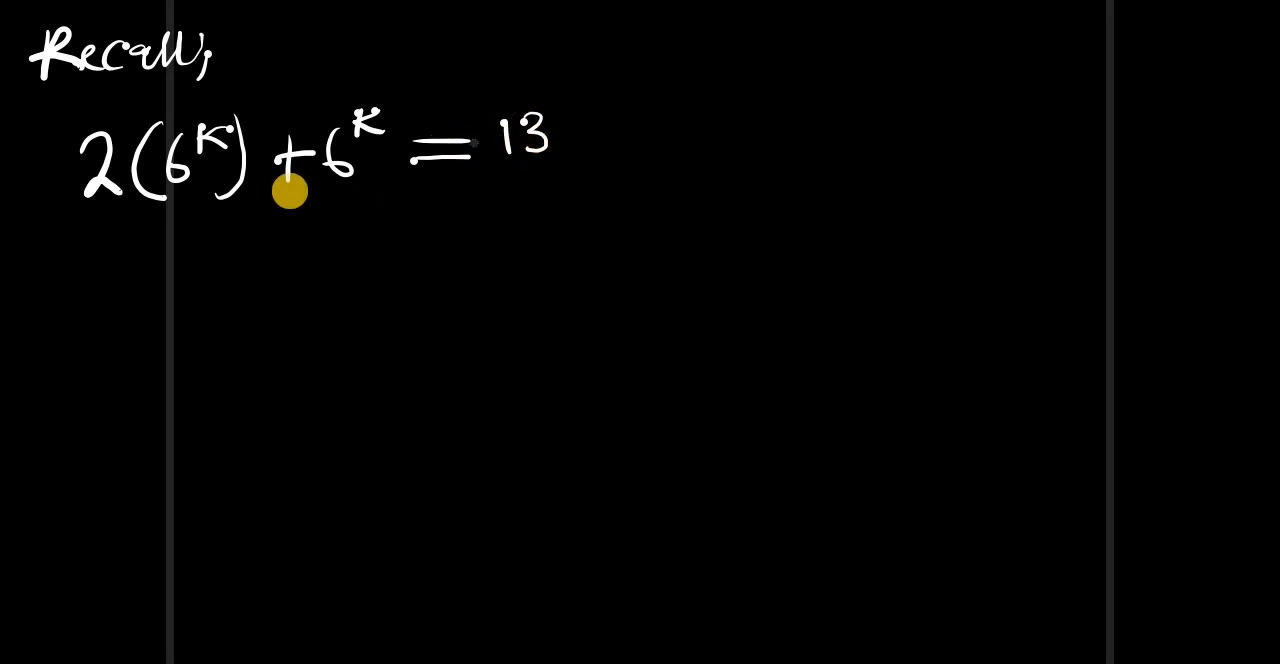 Recall;
2(6^K) + 6^K = 13